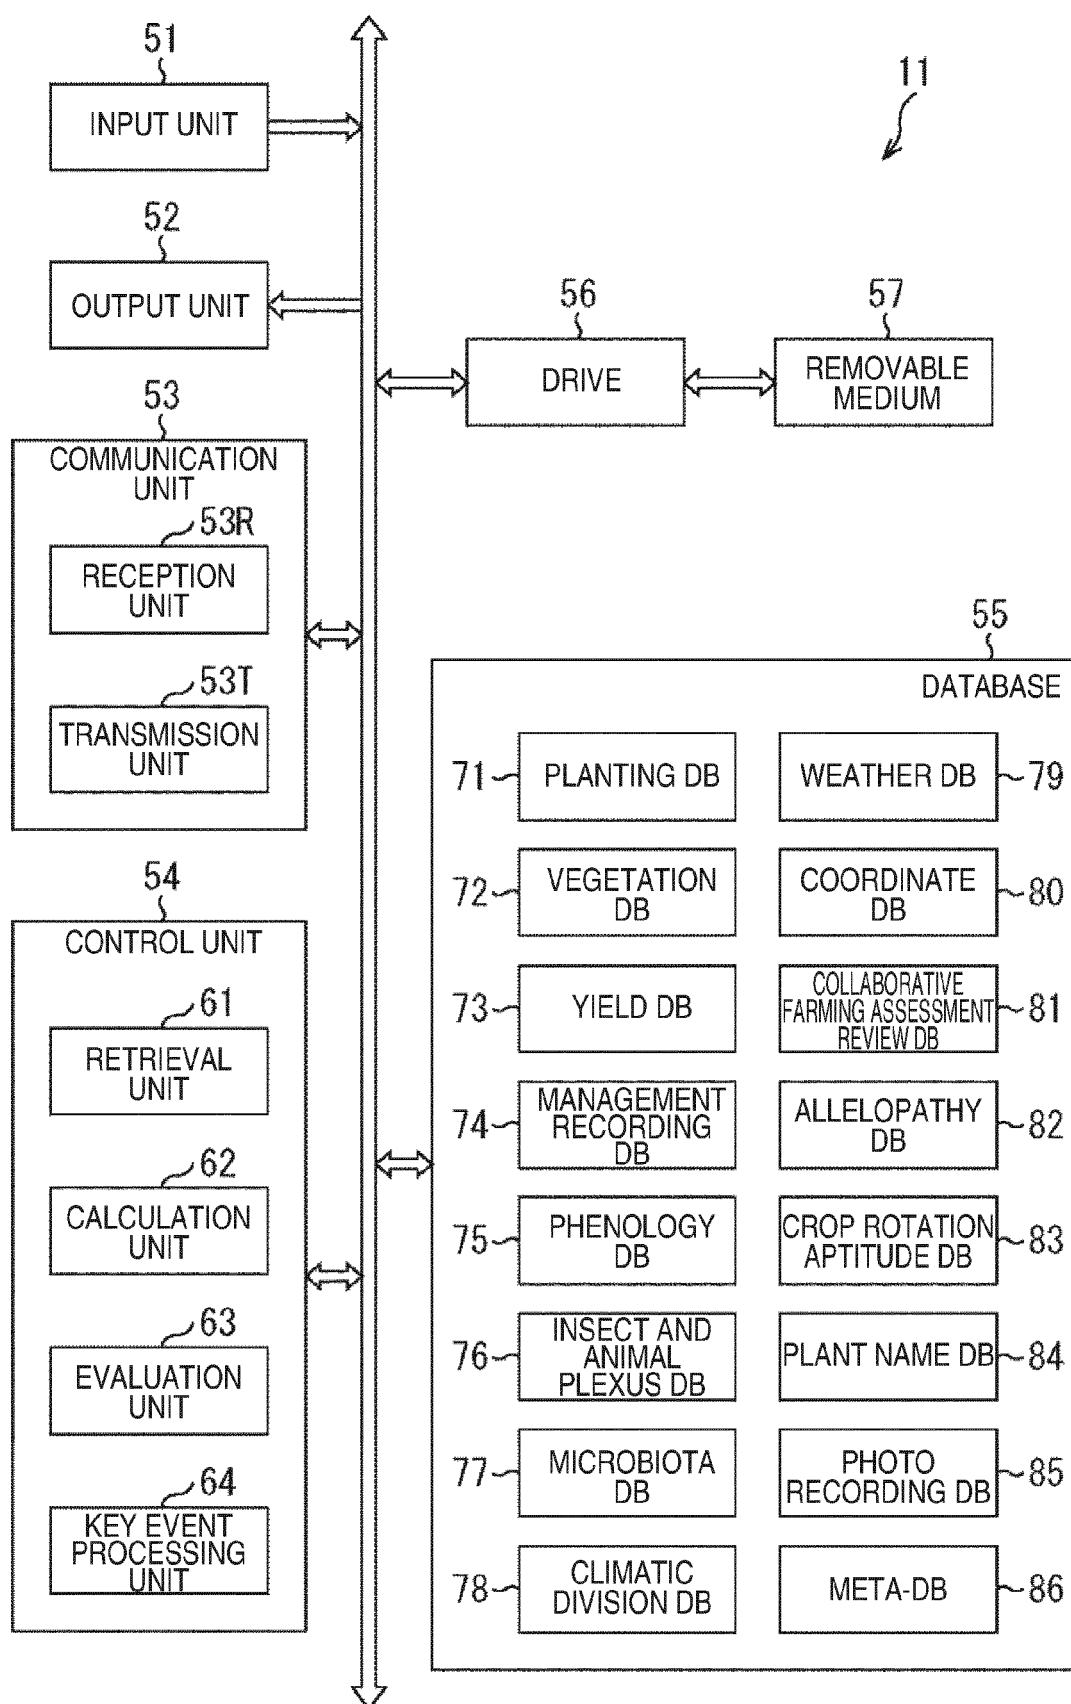 51
INPUT UNIT
11
52
OUTPUT UNIT
56
DRIVE
57
REMOVABLE
MEDIUM
53
COMMUNICATION
UNIT
53R
RECEPTION
UNIT
53T
TRANSMISSION
UNIT
54
CONTROL UNIT
61
RETRIEVAL
UNIT
62
CALCULATION
UNIT
63
EVALUATION
UNIT
64
KEY EVENT
PROCESSING
UNIT
55
DATABASE
71
PLANTING DB
WEATHER DB
79
72
VEGETATION
DB
COORDINATE
DB
80
73
YIELD DB
COLLABORATIVE
FARMING ASSESSMENT
REVIEW DB
81
74
MANAGEMENT
RECORDING
DB
ALLELOPATHY
DB
82
75
PHENOLOGY
DB
CROP ROTATION
APTITUDE DB
83
76
INSECT AND
ANIMAL
PLEXUS DB
PLANT NAME DB
84
77
MICROBIOTA
DB
PHOTO
RECORDING DB
85
78
CLIMATIC
DIVISION DB
META-DB
86